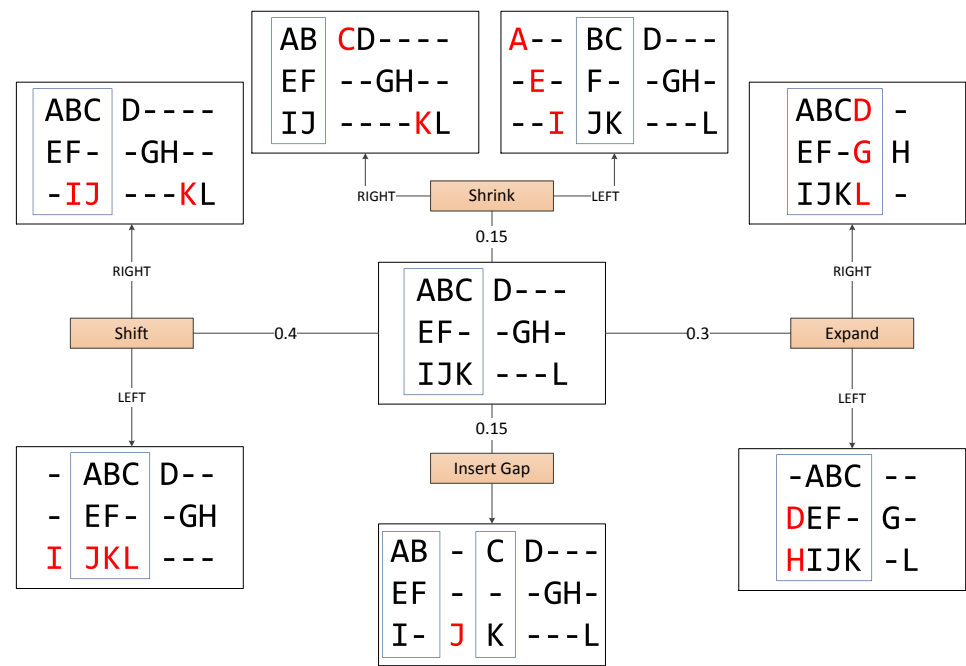 AB CD----
EF --GH--
IJ ----KL
A-- BC D---
-E- F- -GH-
--I JK ---L
ABC D----
EF- -GH--
-IJ ---KL
ABCD -
EF-G H
IJKL -
RIGHT
Shrink
LEFT
0.15
RIGHT
RIGHT
ABC D---
EF- -GH-
IJK ---L
Shift
0.4
0.3
Expand
LEFT
LEFT
0.15
Insert Gap
- ABC D--
- EF- -GH
I JKL ---
-ABC --
DEF- G-
HIJK -L
AB - C D---
EF - - -GH-
I- J K ---L